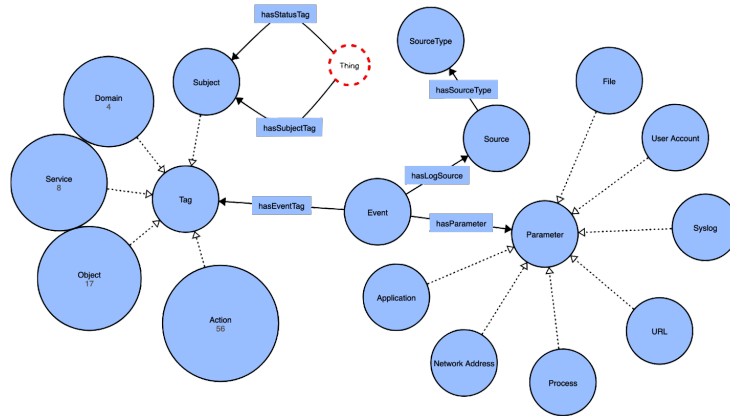 hasStatusTag
Thing
SourceType
Subject
File
hasSourceType
Domain
4
hasSubjectTag
Source
User Account
Service
8
hasLogSource
Tag
hasEventTag
Event
hasParameter
Parameter
Syslog
Object
17
Application
Action
56
URL
Network Address
Process